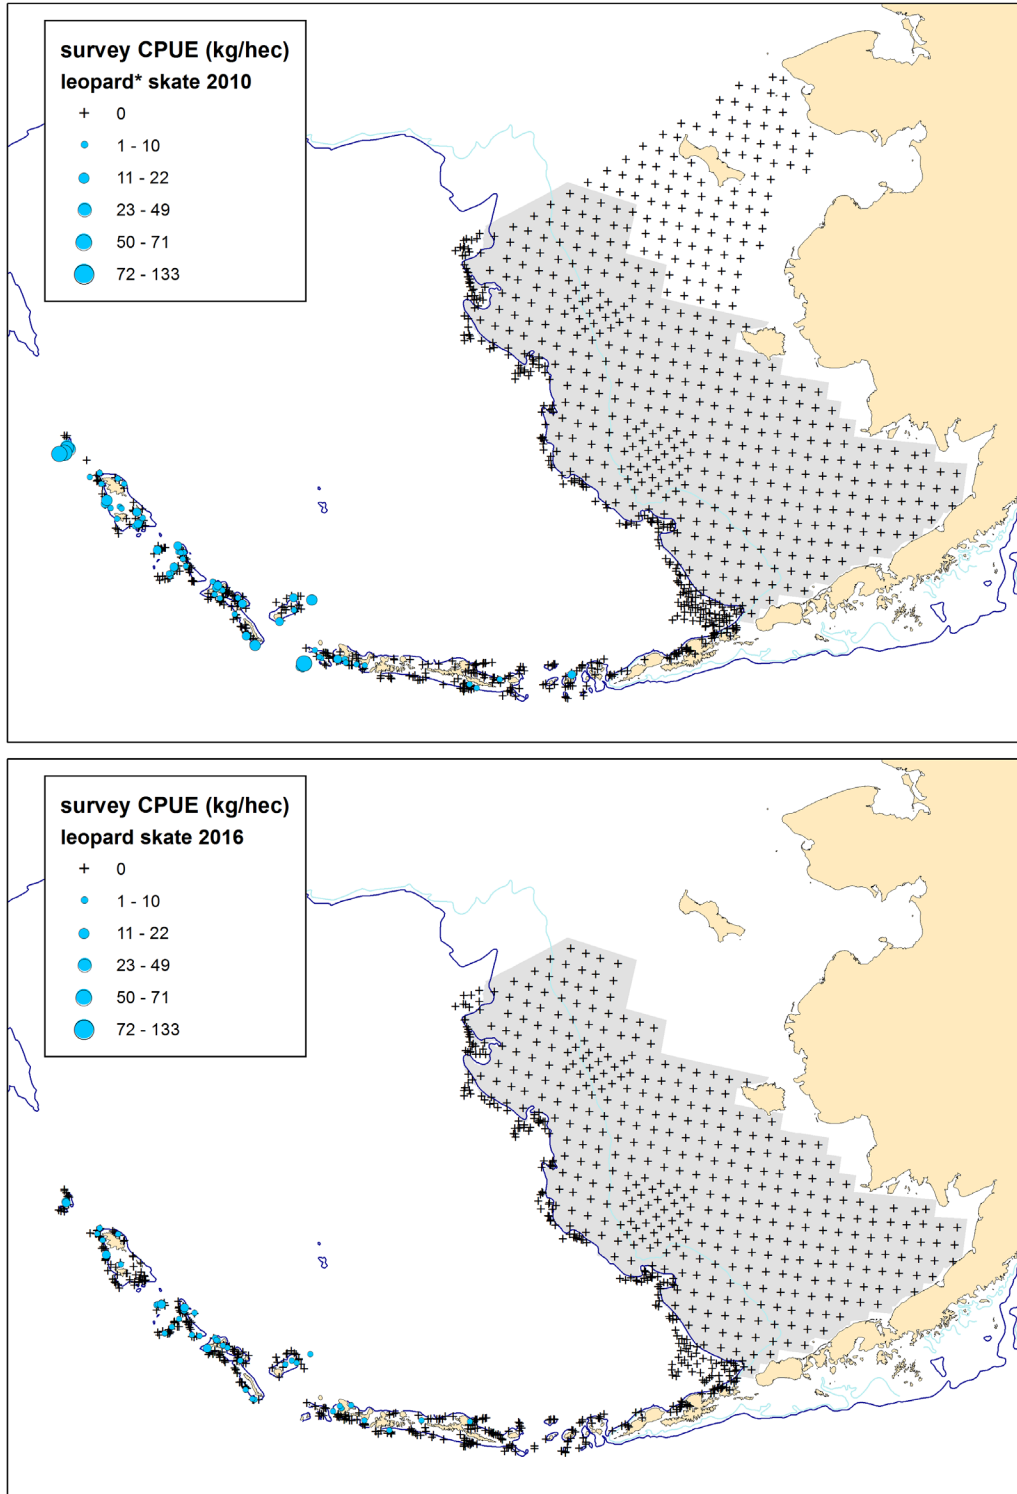 survey CPUE (kg/hec)
leopard* skate 2010
0
1 - 10
11 - 22
23 - 49
50 - 71
72 - 133
survey CPUE (kg/hec)
leopard skate 2016
0
1 - 10
11 - 22
23 - 49
50 - 71
72 - 133